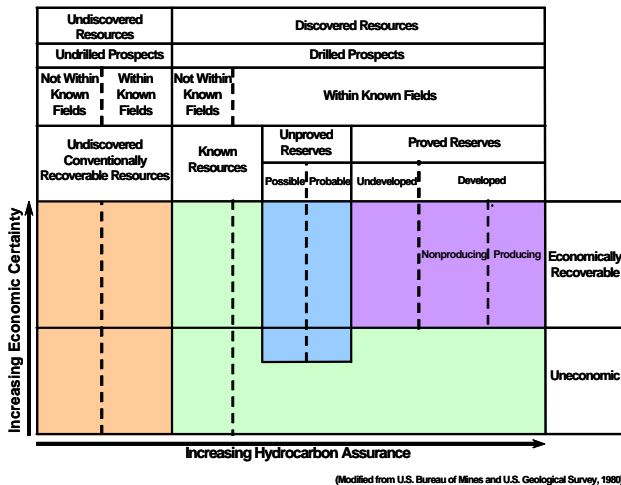 Undiscovered
Resources
Discovered Resources
Undrilled Prospects
Drilled Prospects
Not Within
Known
Fields
Within
Known
Fields
Not Within
Known
Fields
Within Known Fields
Undiscovered
Conventionally
Recoverable Resources
Known
Resources
Unproved
Reserves
Proved Reserves
Possible
Probable
Undeveloped
Developed
Increasing Economic Certainty
Nonproducing
Producing
Economically
Recoverable
Uneconomic
Increasing Hydrocarbon Assurance
(Modified from U.S. Bureau of Mines and U.S. Geological Survey, 1980)